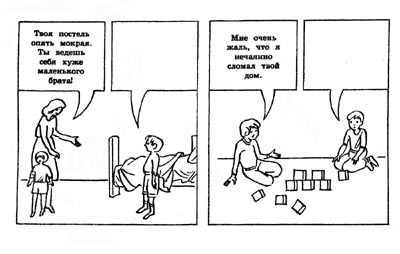 Твоя постель
опять мокрая.
Ты ведешь
себя хуже
маленького
брата!
Мне очень
жаль, что я
нечаянно
сломал твой
дом.